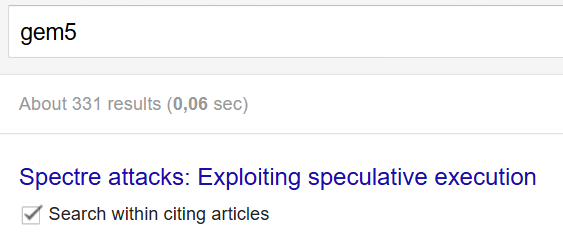 gem5
About 331 results (0,06 sec)
Spectre attacks: Exploiting speculative execution
Search within citing articles